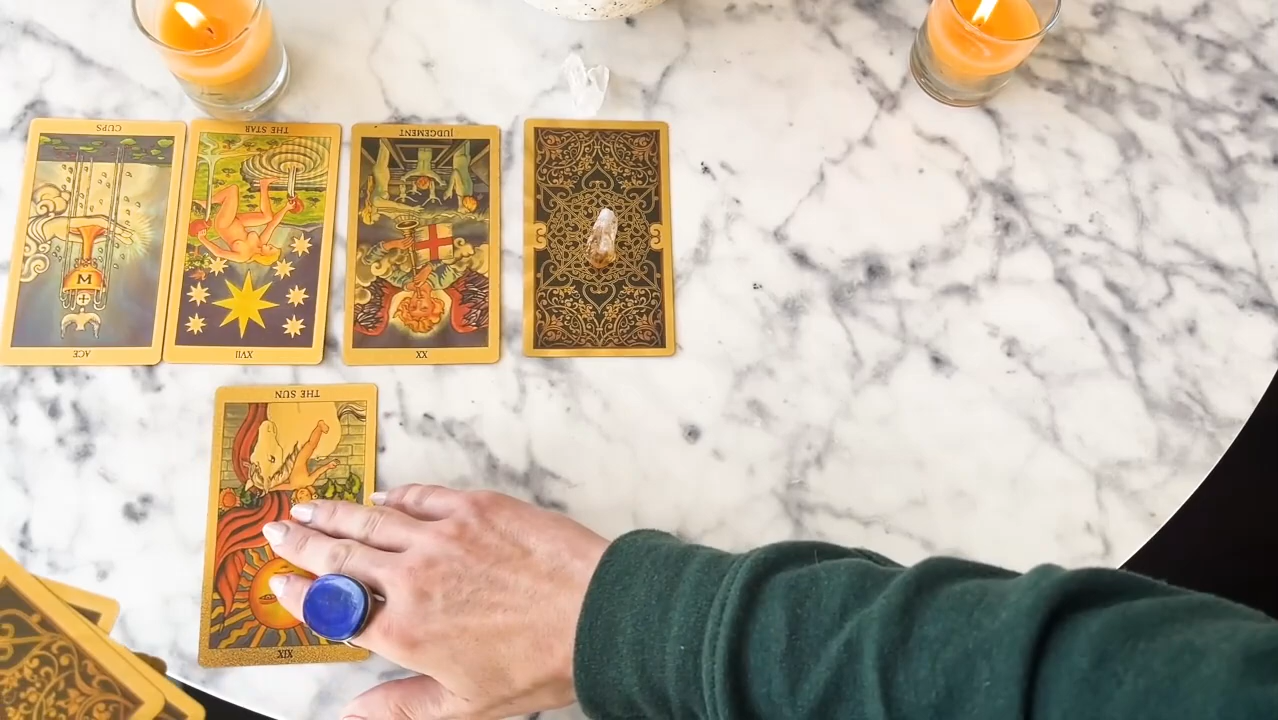 CUPS
THE STAR
JUDGEMENT
M
ACE
XVII
XX
THE SUN
XIX